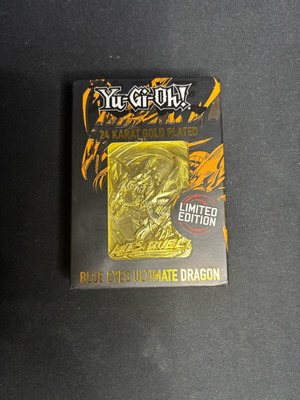 Yu-Gi-Oh!
24 KARAT GOLD PLATED
LIMITED
EDITION
BLUE EYES ULTIMATE DRAGON